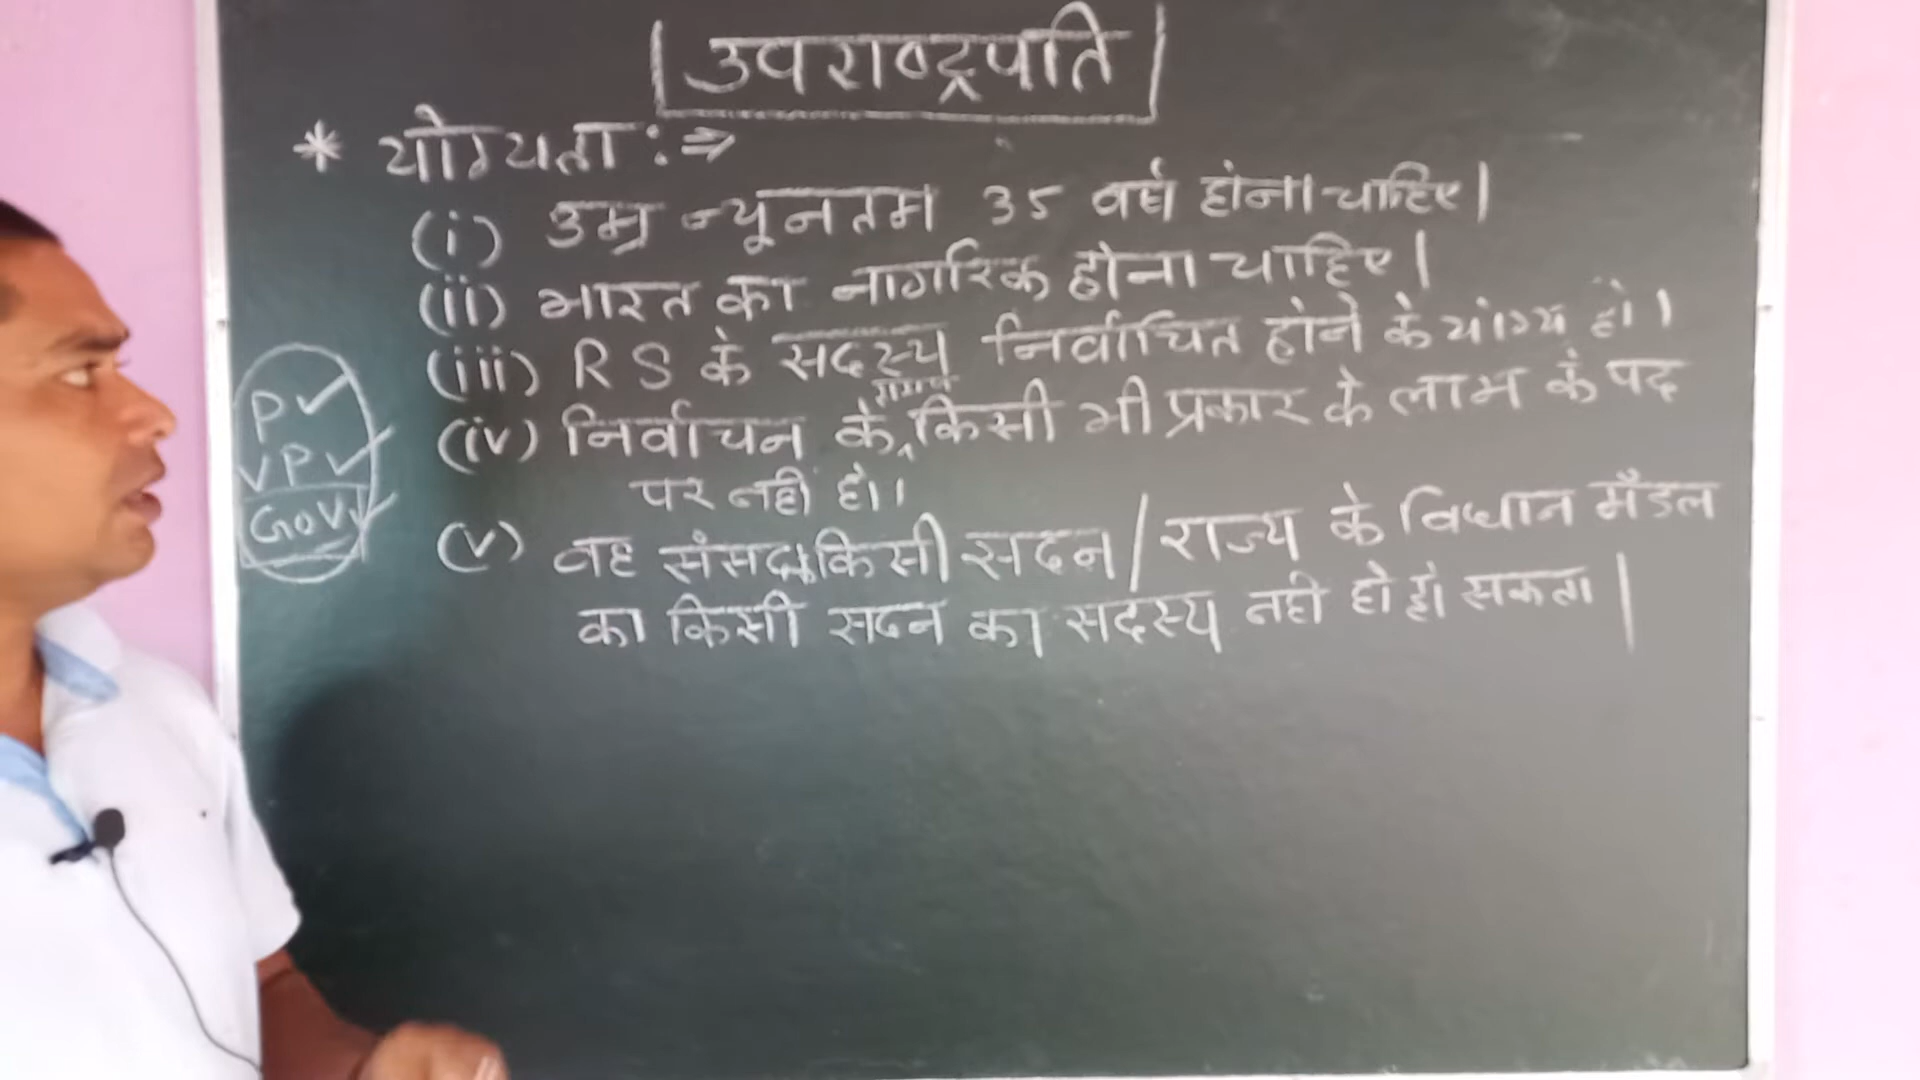 उपराष्ट्रपति
* योग्यता :⇒
(i) उम्र न्यूनतम 35 वर्ष होना चाहिए।
(ii) भारत का नागरिक होना चाहिए।
(iii) RS के सदस्य निर्वाचित होने के योग्य हो।
(iv) निर्वाचन के समय किसी भी प्रकार के लाभ के पद
पर नहीं हो।
(v) वह संसद के किसी सदन / राज्य के विधान मंडल
का किसी सदन का सदस्य नही हो हो सकता।
P✓
VP✓
GOV✓